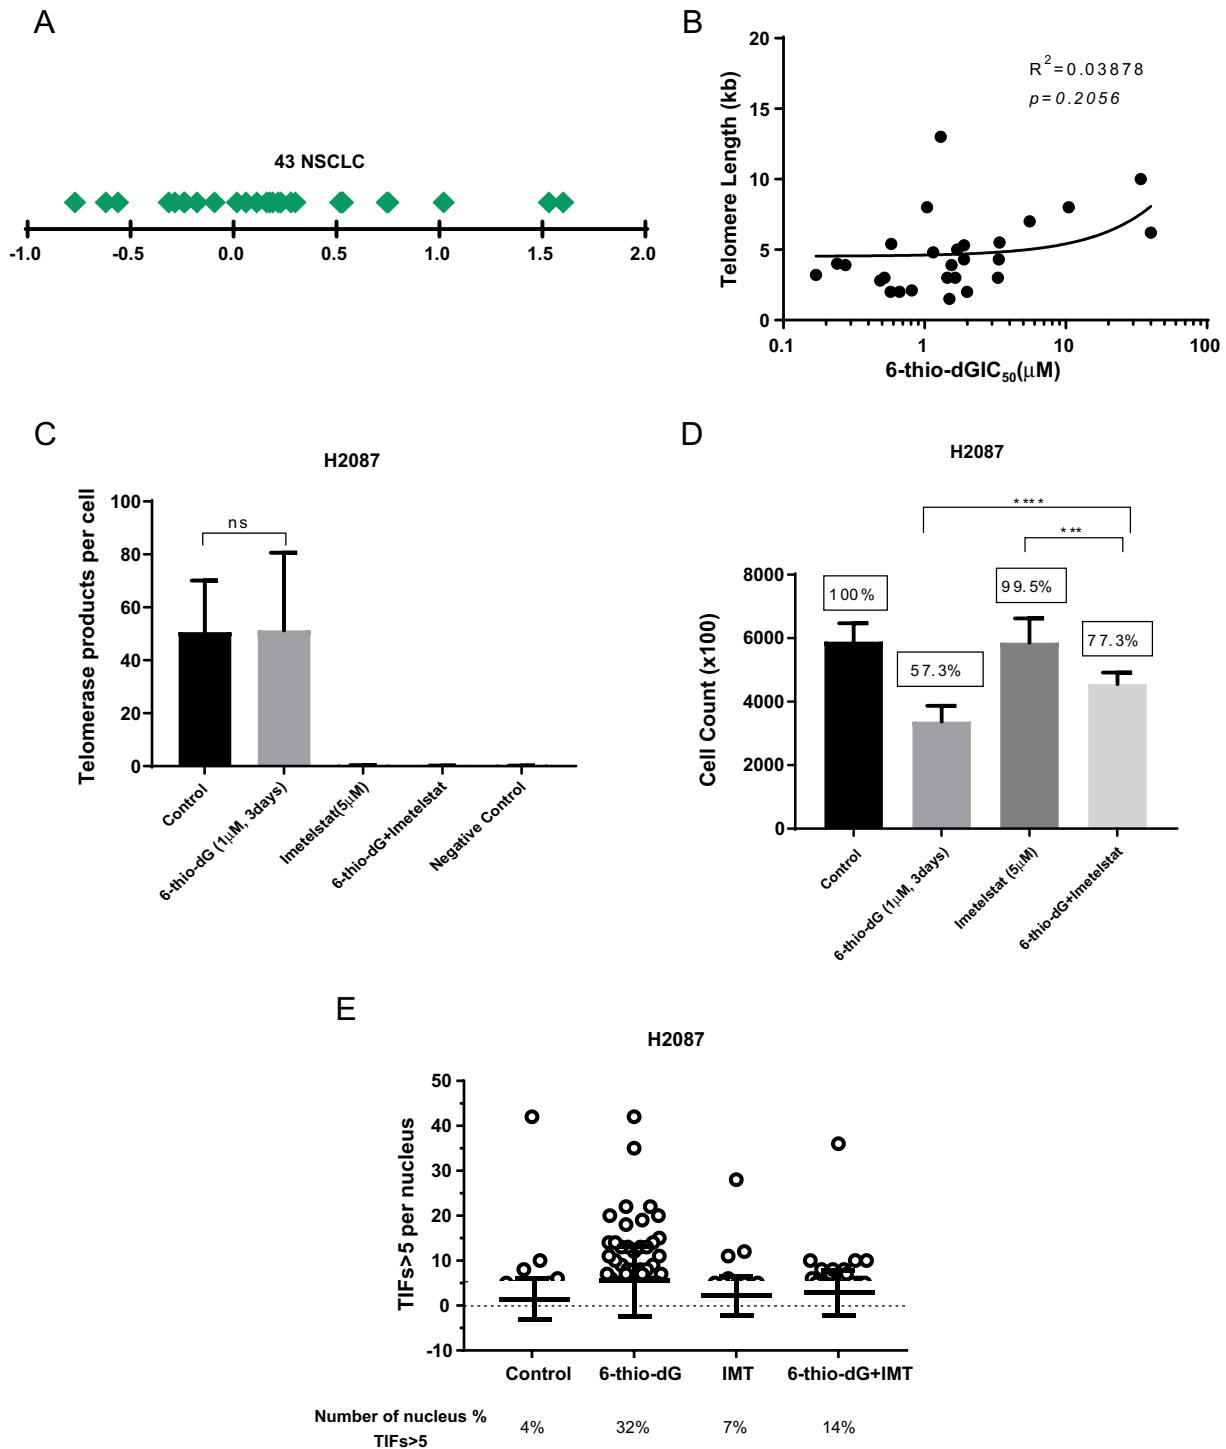 A
43 NSCLC
-1.0 -0.5 0.0 0.5 1.0 1.5 2.0
B
Telomere Length (kb)
20
15
10
5
0
R2=0.03878
p=0.2056
0.1 1 10 100
6-thio-dGIC50(μM)
C
H2087
Telomerase products per cell
100
80
60
40
20
0
ns
Control
6-thio-dG (1μM, 3days)
Imetelstat(5μM)
6-thio-dG+Imetelstat
Negative Control
D
H2087
****
***
Cell Count (x100)
8000
6000
4000
2000
0
100%
57.3%
99.5%
77.3%
Control
6-thio-dG (1μM, 3days)
Imetelstat (5μM)
6-thio-dG+Imetelstat
E
H2087
TIFs>5 per nucleus
50
40
30
20
10
0
-10
Control 6-thio-dG IMT 6-thio-dG+IMT
Number of nucleus % 4% 32% 7% 14%
TIFs>5